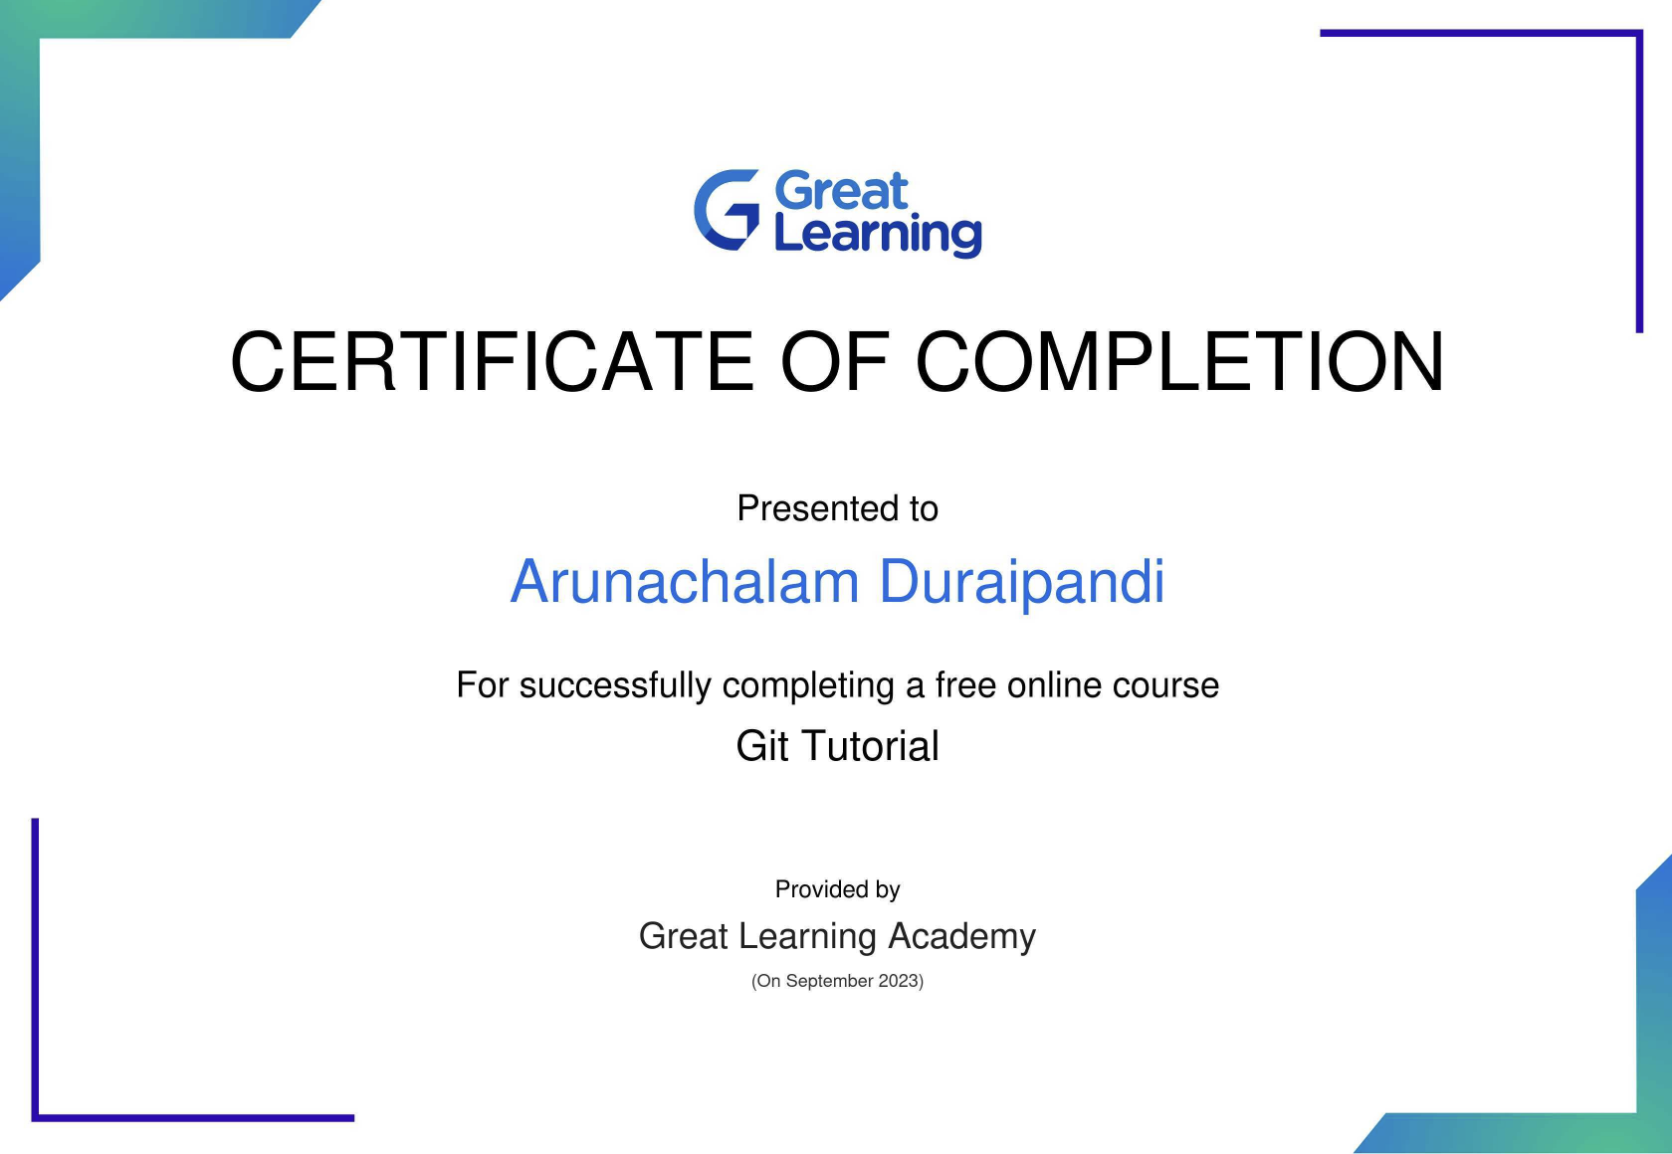 Great
Learning
CERTIFICATE OF COMPLETION
Presented to
Arunachalam Duraipandi
For successfully completing a free online course
Git Tutorial
Provided by
Great Learning Academy
(On September 2023)